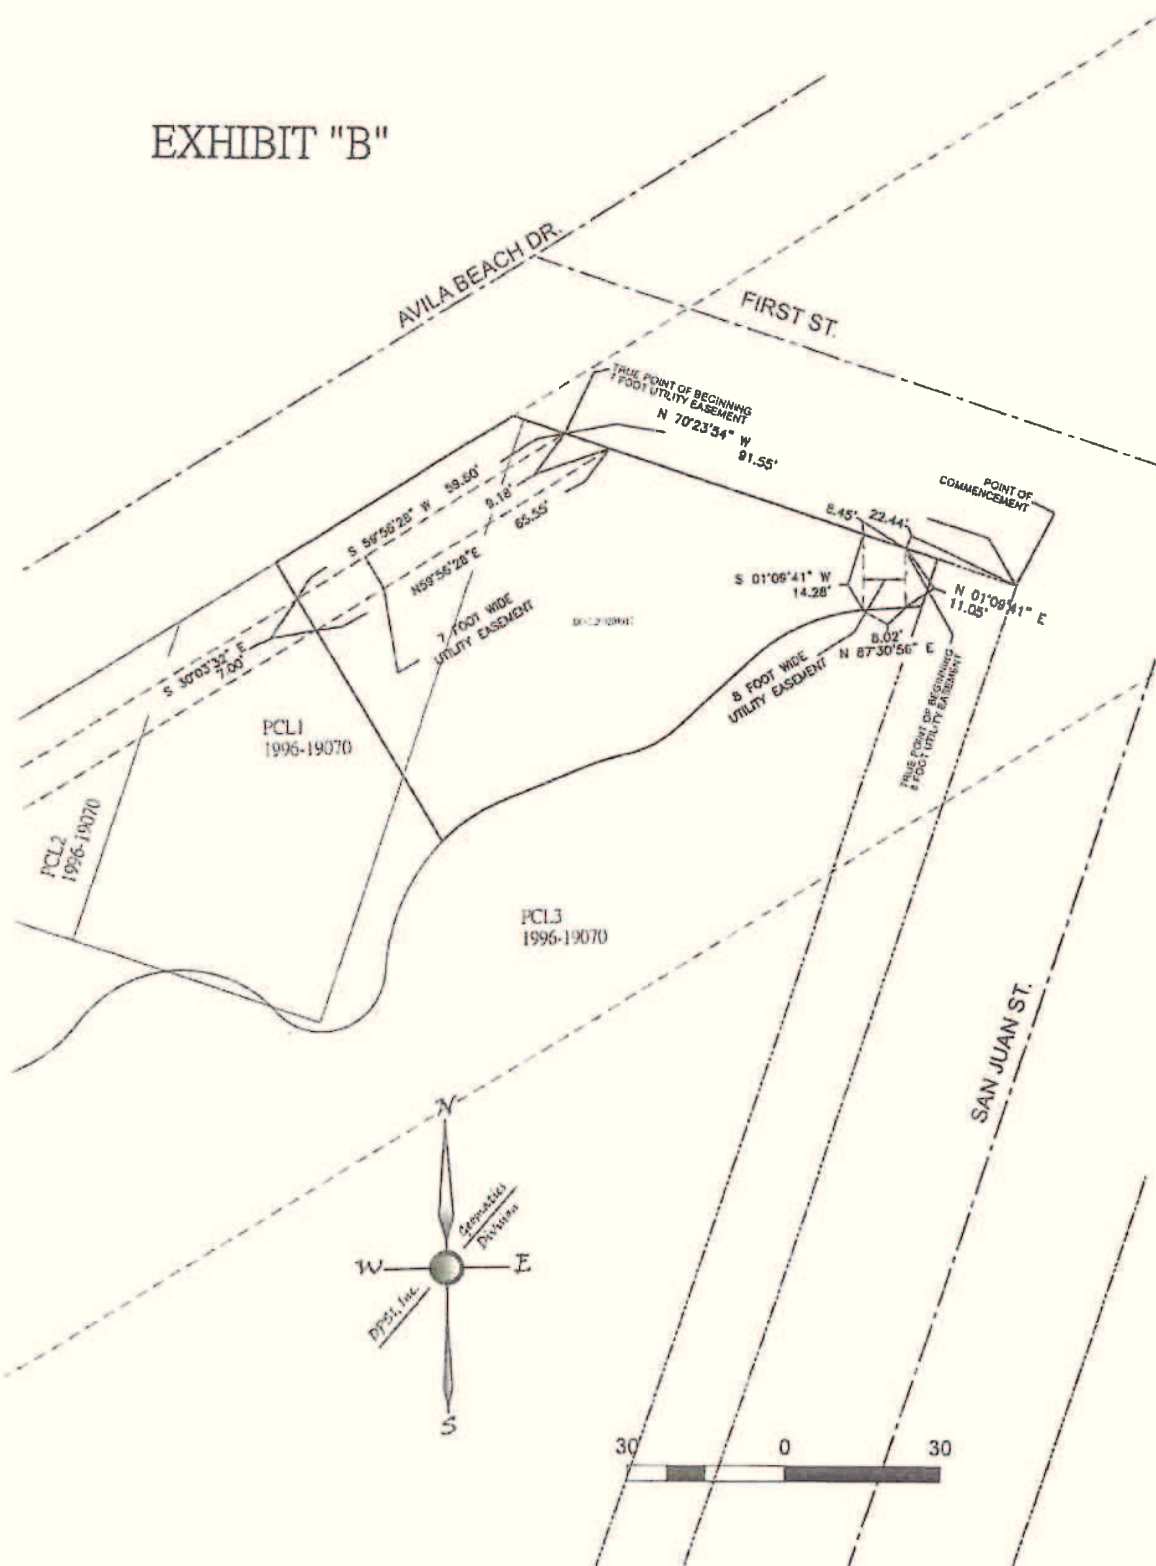 EXHIBIT "B"
AVILA BEACH DR.
FIRST ST.
TRUE POINT OF BEGINNING
7 FOOT UTILITY EASEMENT
N 70°23'54" W
91.55'
POINT OF
COMMENCEMENT
S 59°56'28" W 59.60'
9.18'
65.55'
N59°56'28"E
8.45'
22.44'
S 01°09'41" W
14.28'
N 01°09'41" E
11.05'
8.02'
N 87°30'56" E
7 FOOT WIDE
UTILITY EASEMENT
8 FOOT WIDE
UTILITY EASEMENT
TRUE POINT OF BEGINNING
8 FOOT UTILITY EASEMENT
S 30°03'32" E
7.00'
PCL1
1996-19070
PCL2
1996-19070
PCL3
1996-19070
SAN JUAN ST.
N
Geomatics
Division
W
E
DPSI, Inc.
S
30 0 30